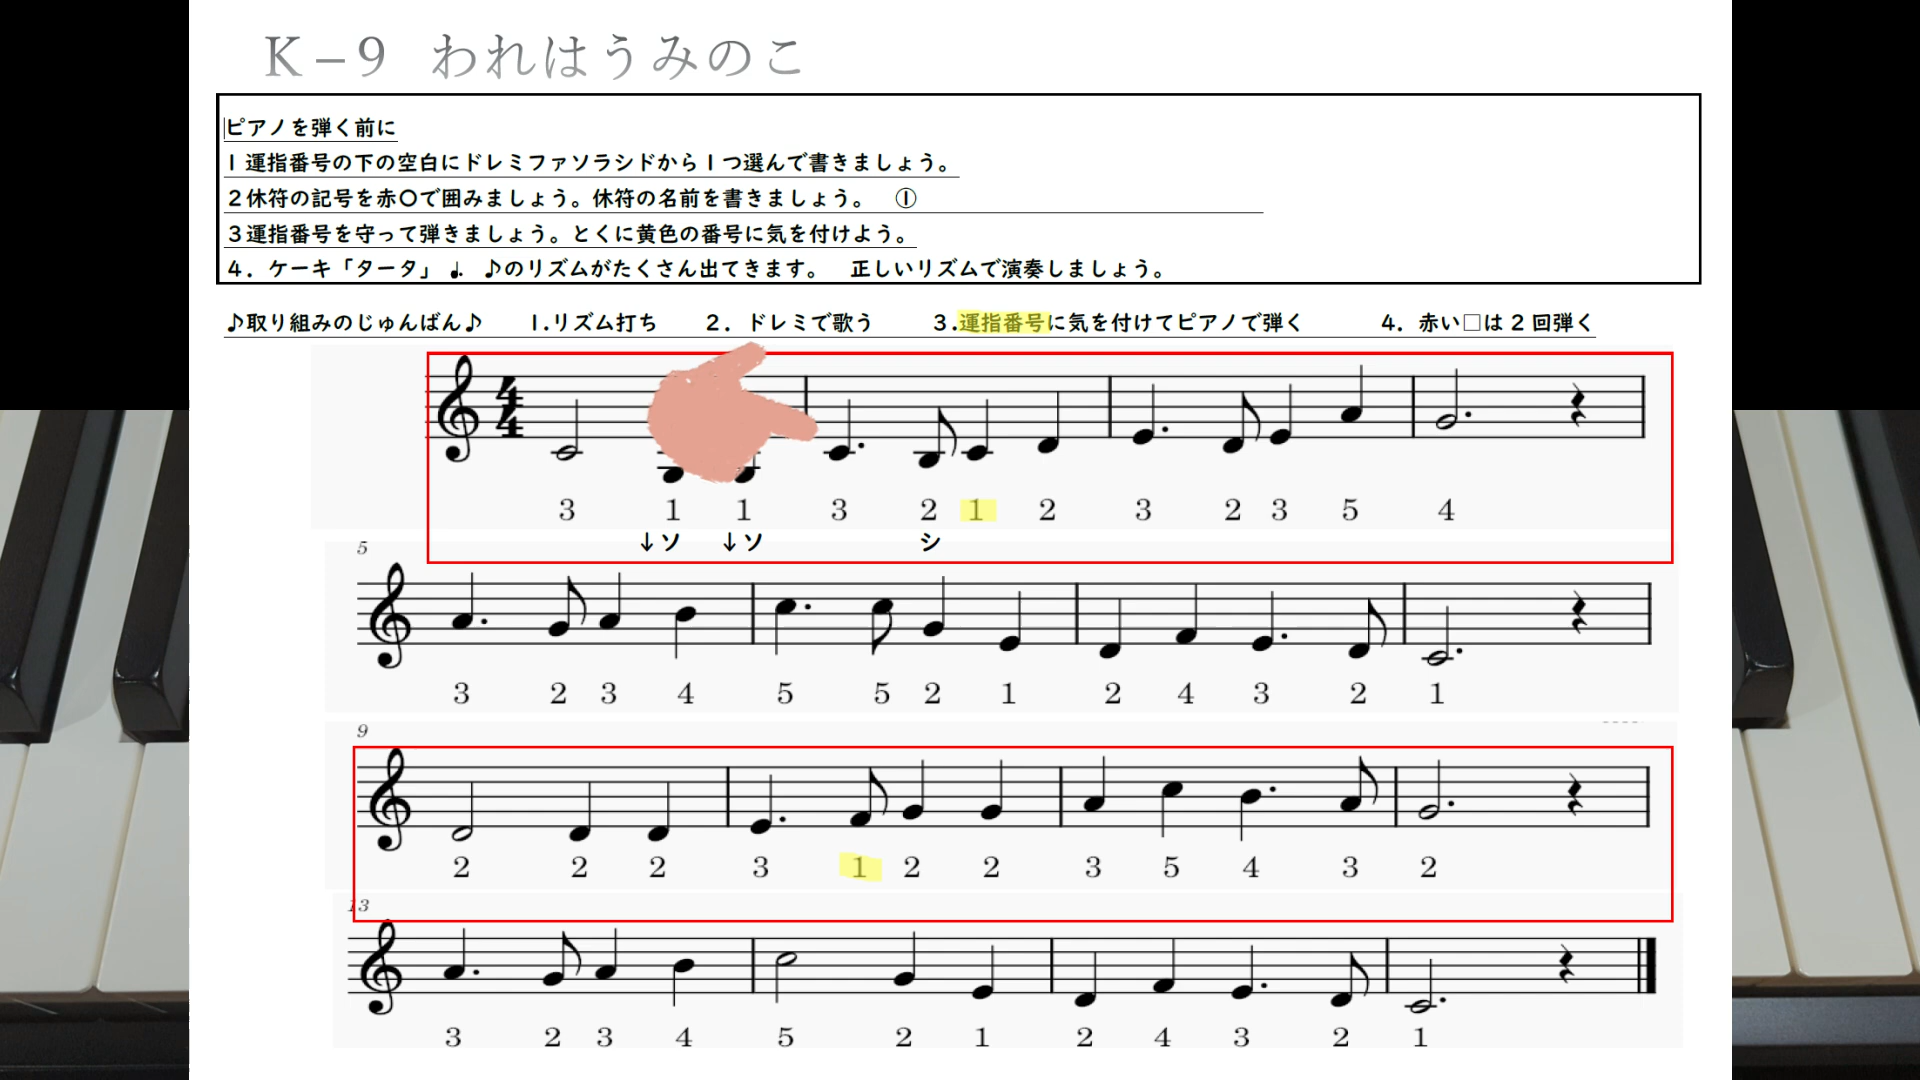 K－9 われはうみのこ
ピアノを弾く前に
1 運指番号の下の空白にドレミファソラシドから1つ選んで書きましょう。
2 休符の記号を赤〇で囲みましょう。休符の名前を書きましょう。 ①
3 運指番号を守って弾きましょう。とくに黄色の番号に気を付けよう。
4. ケーキ「タータ」♩. ♪のリズムがたくさん出てきます。 正しいリズムで演奏しましょう。
♪取り組みのじゅんばん♪ 1.リズム打ち 2. ドレミで歌う 3.運指番号に気を付けてピアノで弾く 4. 赤い□は2回弾く
4
4
3 1 1 3 2 1 2 3 2 3 5 4
↓ソ ↓ソ シ
5
3 2 3 4 5 5 2 1 2 4 3 2 1
9
2 2 2 3 1 2 2 3 5 4 3 2
13
3 2 3 4 5 2 1 2 4 3 2 1